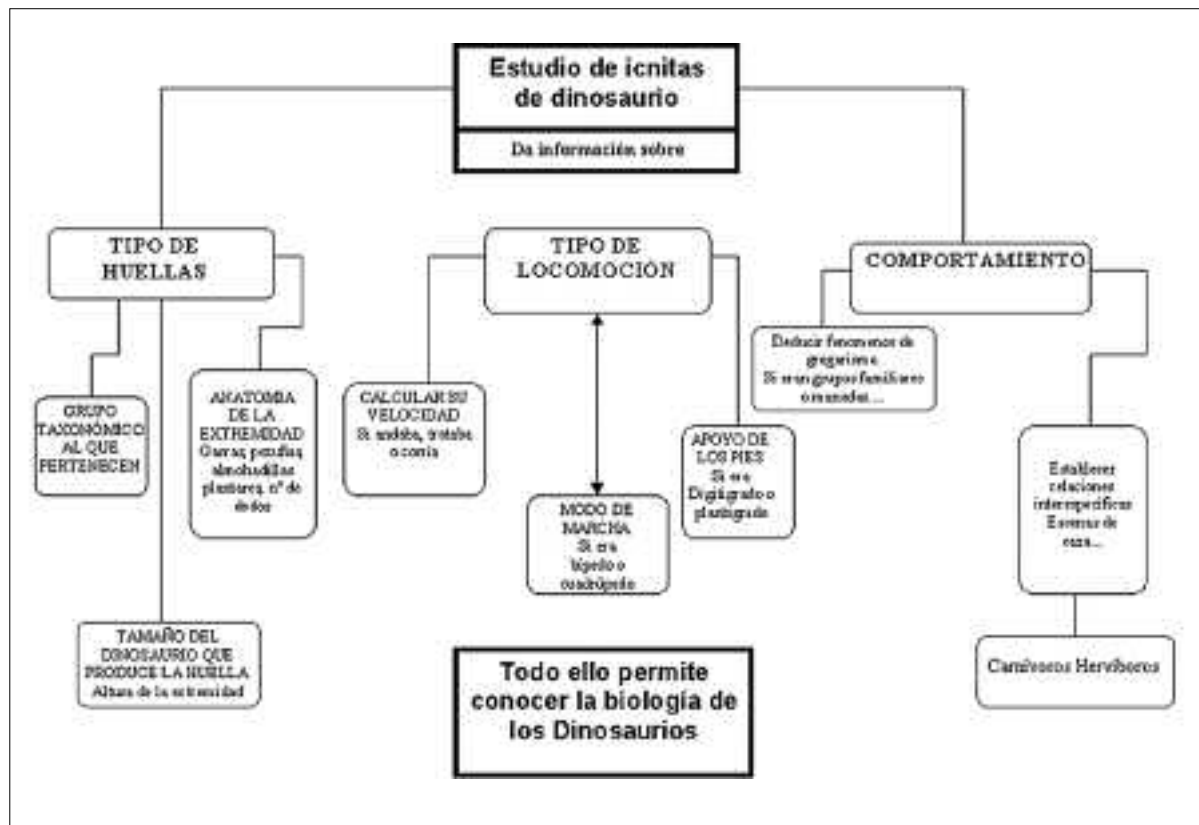 Estudio de icnitas
de dinosaurio
Da información sobre
TIPO DE
HUELLAS
TIPO DE
LOCOMOCIÓN
COMPORTAMIENTO
GRUPO
TAXONÓMICO
AL QUE
PERTENECEN
ANATOMIA
DE LA
EXTREMIDAD
Garras, pezuñas,
almohadillas
plantares, nº de
dedos
TAMAÑO DEL
DINOSAURIO QUE
PRODUCE LA HUELLA
Altura de la extremidad
CALCULAR SU
VELOCIDAD
Si andaba, trotaba
o corría
MODO DE
MARCHA
Si era
bípedo o
cuadrúpedo
APOYO DE
LOS PIES
Si era
Digitígrado o
plantígrado
Deducir fenomenos de
gregarismo
Si eran grupos familiares
o manadas...
Establecer
relaciones
interespecíficas
Escenas de
caza...
Carnívoros Hervíboros
Todo ello permite
conocer la biología de
los Dinosaurios